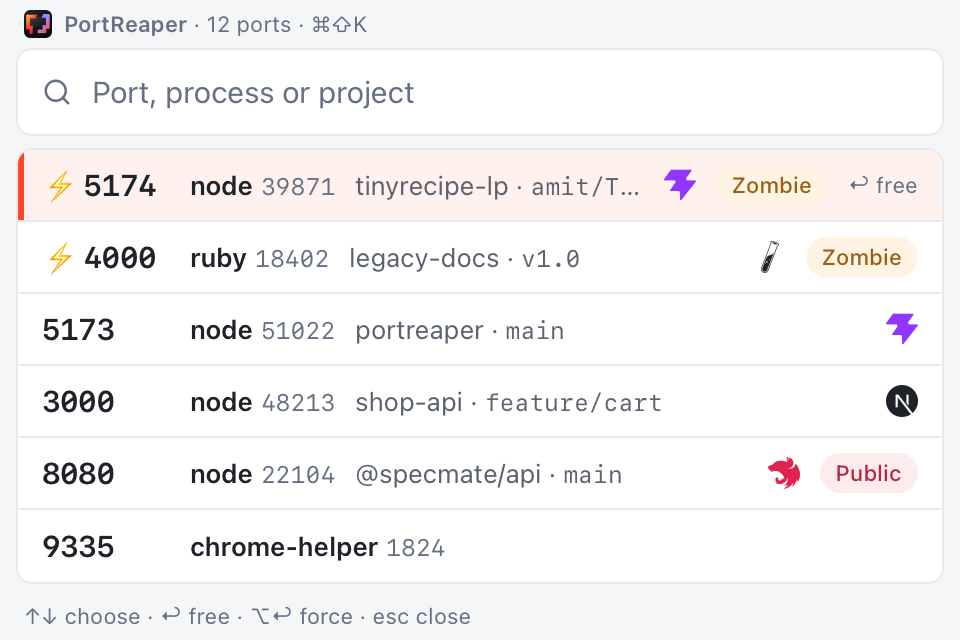 PortReaper · 12 ports · ⌘⇧K
Port, process or project
⚡ 5174 node 39871 tinyrecipe-lp · amit/T… Zombie ↩ free
⚡ 4000 ruby 18402 legacy-docs · v1.0 Zombie
5173 node 51022 portreaper · main
3000 node 48213 shop-api · feature/cart
8080 node 22104 @specmate/api · main Public
9335 chrome-helper 1824
↑↓ choose · ↩ free · ⌥↩ force · esc close